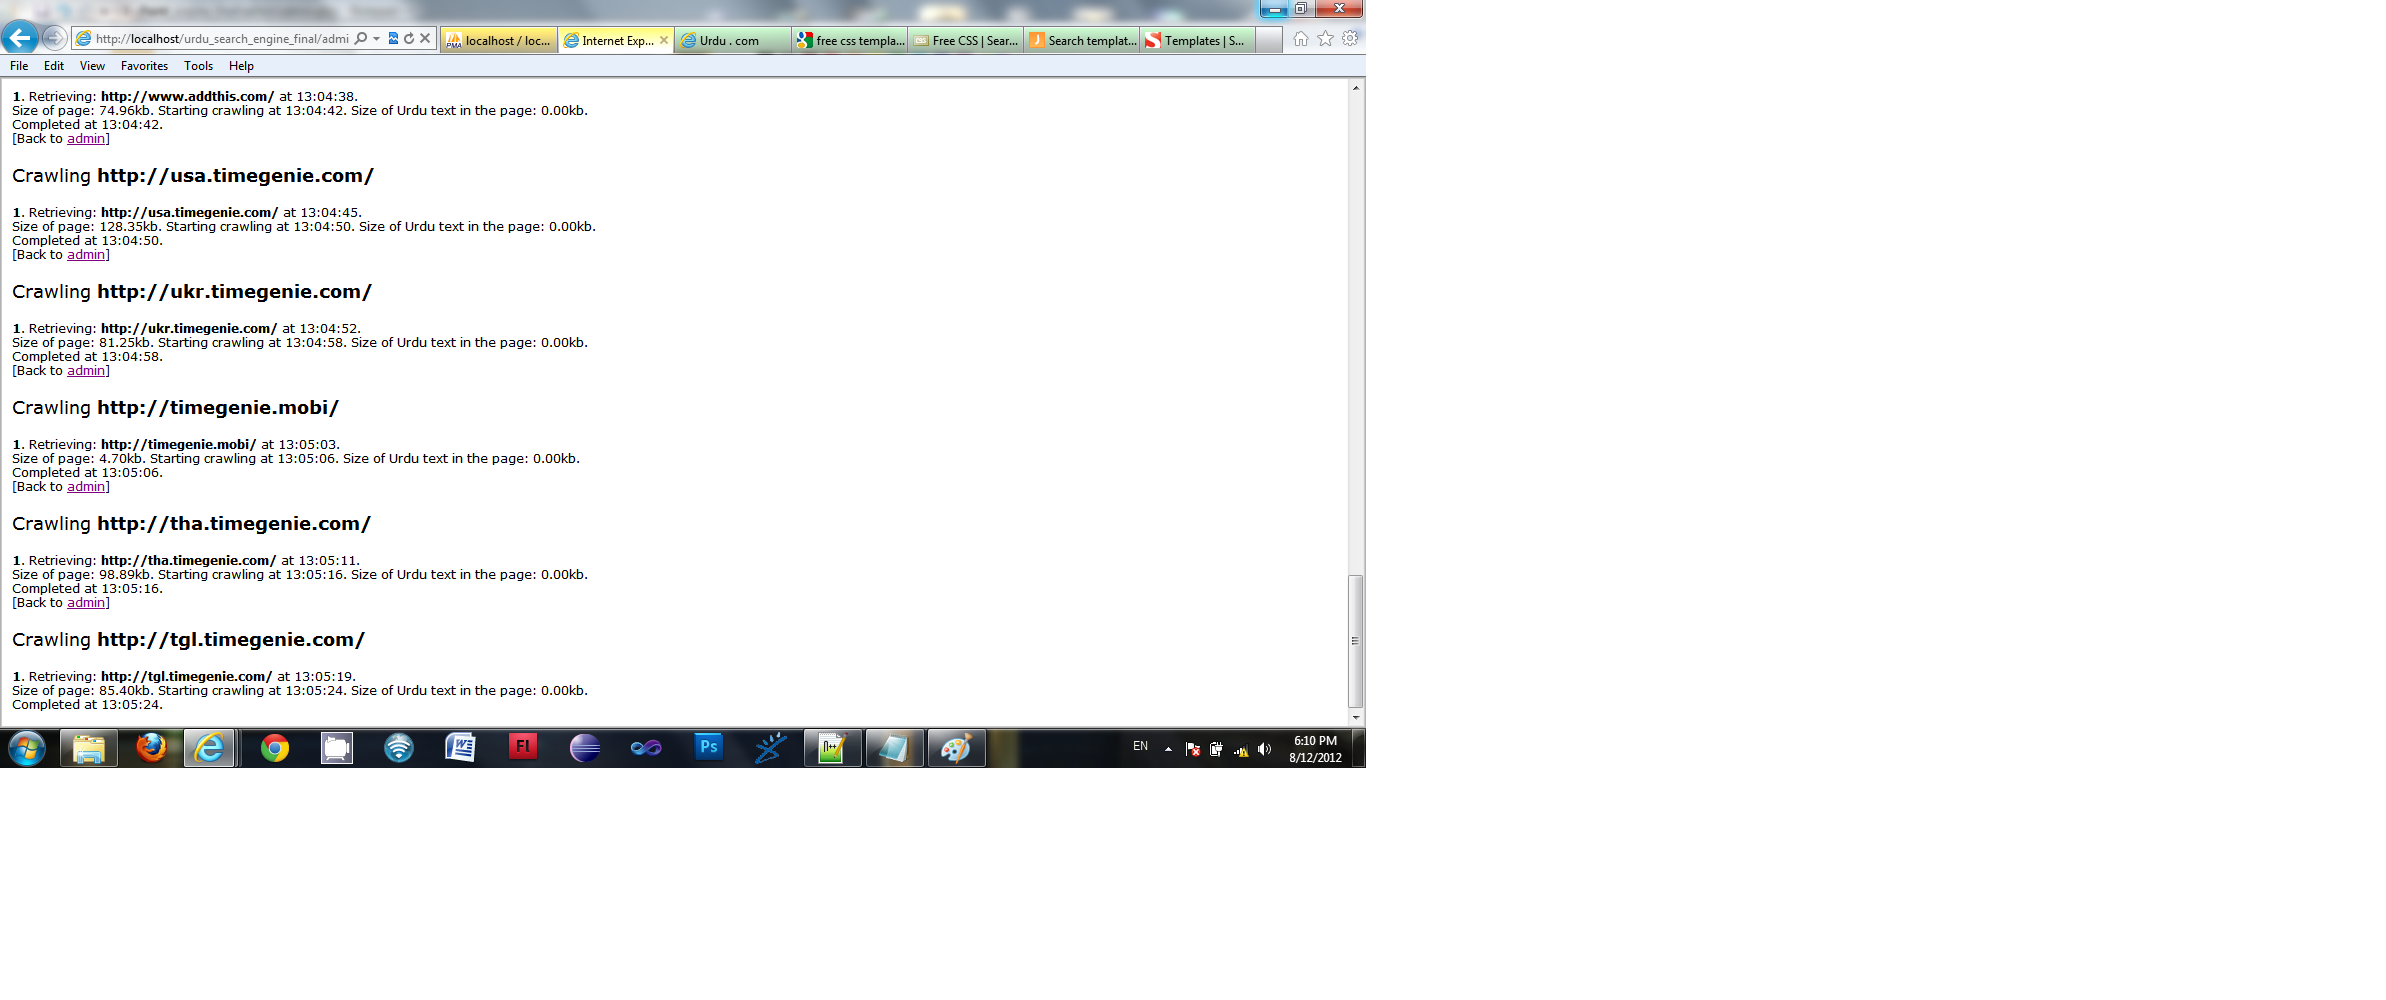 http://localhost/urdu_search_engine_final/admi
localhost / loc...
Internet Exp...
Urdu . com
free css templa...
Free CSS | Sear...
Search templat...
Templates | S...
File Edit View Favorites Tools Help
1. Retrieving: http://www.addthis.com/ at 13:04:38.
Size of page: 74.96kb. Starting crawling at 13:04:42. Size of Urdu text in the page: 0.00kb.
Completed at 13:04:42.
[Back to admin]
Crawling http://usa.timegenie.com/
1. Retrieving: http://usa.timegenie.com/ at 13:04:45.
Size of page: 128.35kb. Starting crawling at 13:04:50. Size of Urdu text in the page: 0.00kb.
Completed at 13:04:50.
[Back to admin]
Crawling http://ukr.timegenie.com/
1. Retrieving: http://ukr.timegenie.com/ at 13:04:52.
Size of page: 81.25kb. Starting crawling at 13:04:58. Size of Urdu text in the page: 0.00kb.
Completed at 13:04:58.
[Back to admin]
Crawling http://timegenie.mobi/
1. Retrieving: http://timegenie.mobi/ at 13:05:03.
Size of page: 4.70kb. Starting crawling at 13:05:06. Size of Urdu text in the page: 0.00kb.
Completed at 13:05:06.
[Back to admin]
Crawling http://tha.timegenie.com/
1. Retrieving: http://tha.timegenie.com/ at 13:05:11.
Size of page: 98.89kb. Starting crawling at 13:05:16. Size of Urdu text in the page: 0.00kb.
Completed at 13:05:16.
[Back to admin]
Crawling http://tgl.timegenie.com/
1. Retrieving: http://tgl.timegenie.com/ at 13:05:19.
Size of page: 85.40kb. Starting crawling at 13:05:24. Size of Urdu text in the page: 0.00kb.
Completed at 13:05:24.
Fl
Ps
EN
6:10 PM
8/12/2012